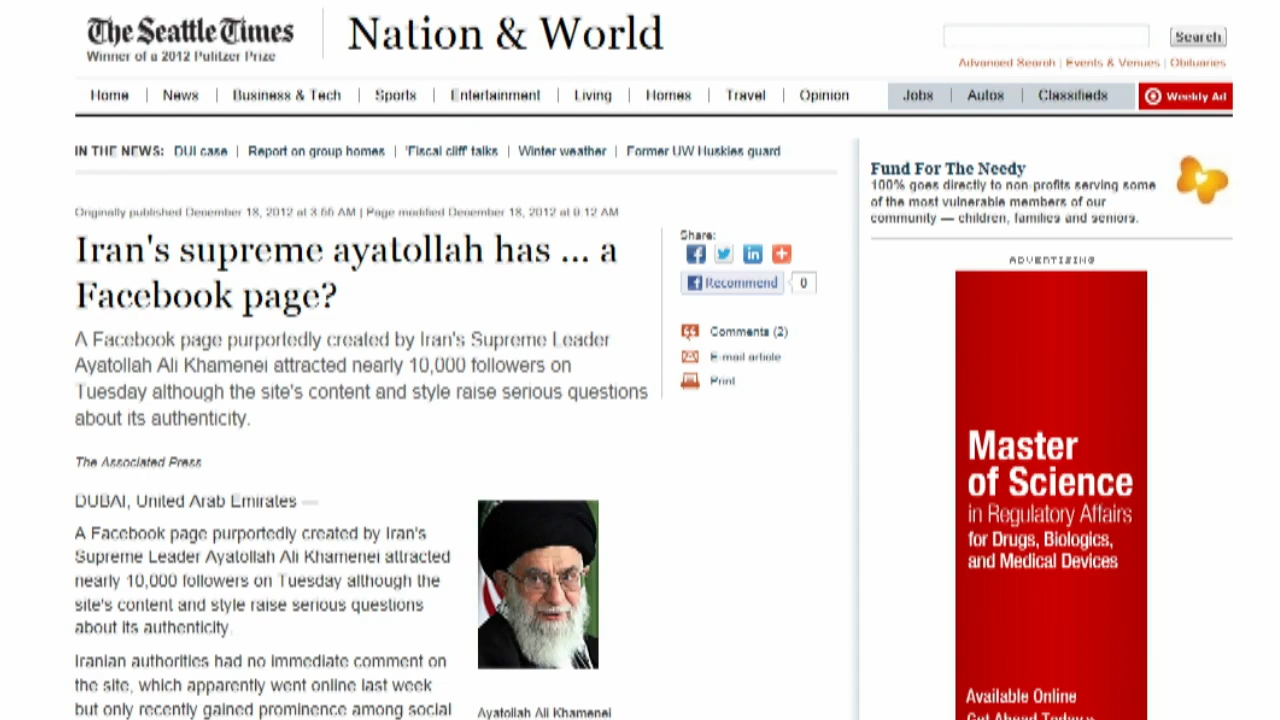 The Seattle Times
Winner of a 2012 Pulitzer Prize
Nation & World
Search
Advanced Search | Events & Venues | Obituaries
Home | News | Business & Tech | Sports | Entertainment | Living | Homes | Travel | Opinion
Jobs | Autos | Classifieds
Weekly Ad
IN THE NEWS: DUI case | Report on group homes | 'Fiscal cliff' talks | Winter weather | Former UW Huskies guard
Originally published December 18, 2012 at | Page modified December 18, 2012 at
Iran's supreme ayatollah has ... a
Facebook page?
A Facebook page purportedly created by Iran's Supreme Leader
Ayatollah Ali Khamenei attracted nearly 10,000 followers on
Tuesday although the site's content and style raise serious questions
about its authenticity.
The Associated Press
DUBAI, United Arab Emirates —
A Facebook page purportedly created by Iran's
Supreme Leader Ayatollah Ali Khamenei attracted
nearly 10,000 followers on Tuesday although the
site's content and style raise serious questions
about its authenticity.
Iranian authorities had no immediate comment on
the site, which apparently went online last week
but only recently gained prominence among social
Ayatollah Ali Khamenei
Share:
Recommend 0
Comments (2)
E-mail article
Print
Fund For The Needy
100% goes directly to non-profits serving some
of the most vulnerable members of our
community — children, families and seniors.
ADVERTISING
Master
of Science
in Regulatory Affairs
for Drugs, Biologics,
and Medical Devices
Available Online
Get Ahead Today »